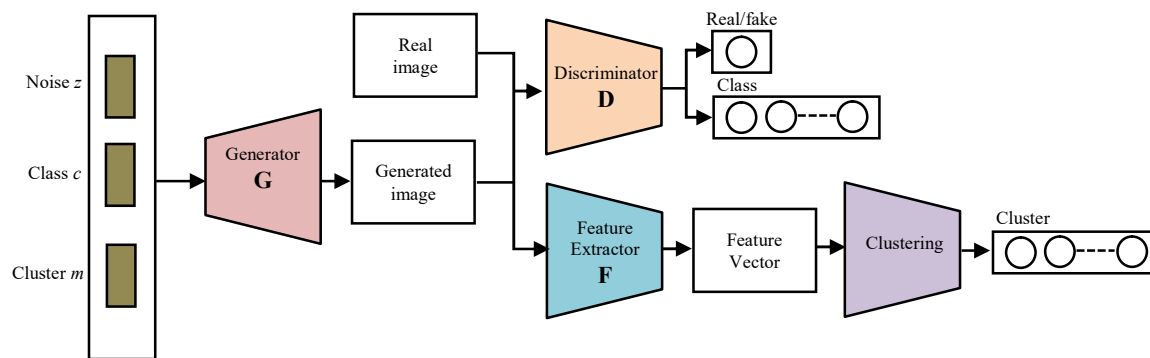 Noise z
Class c
Cluster m
Generator
G
Real
image
Generated
image
Discriminator
D
Real/fake
Class
Feature
Extractor
F
Feature
Vector
Clustering
Cluster